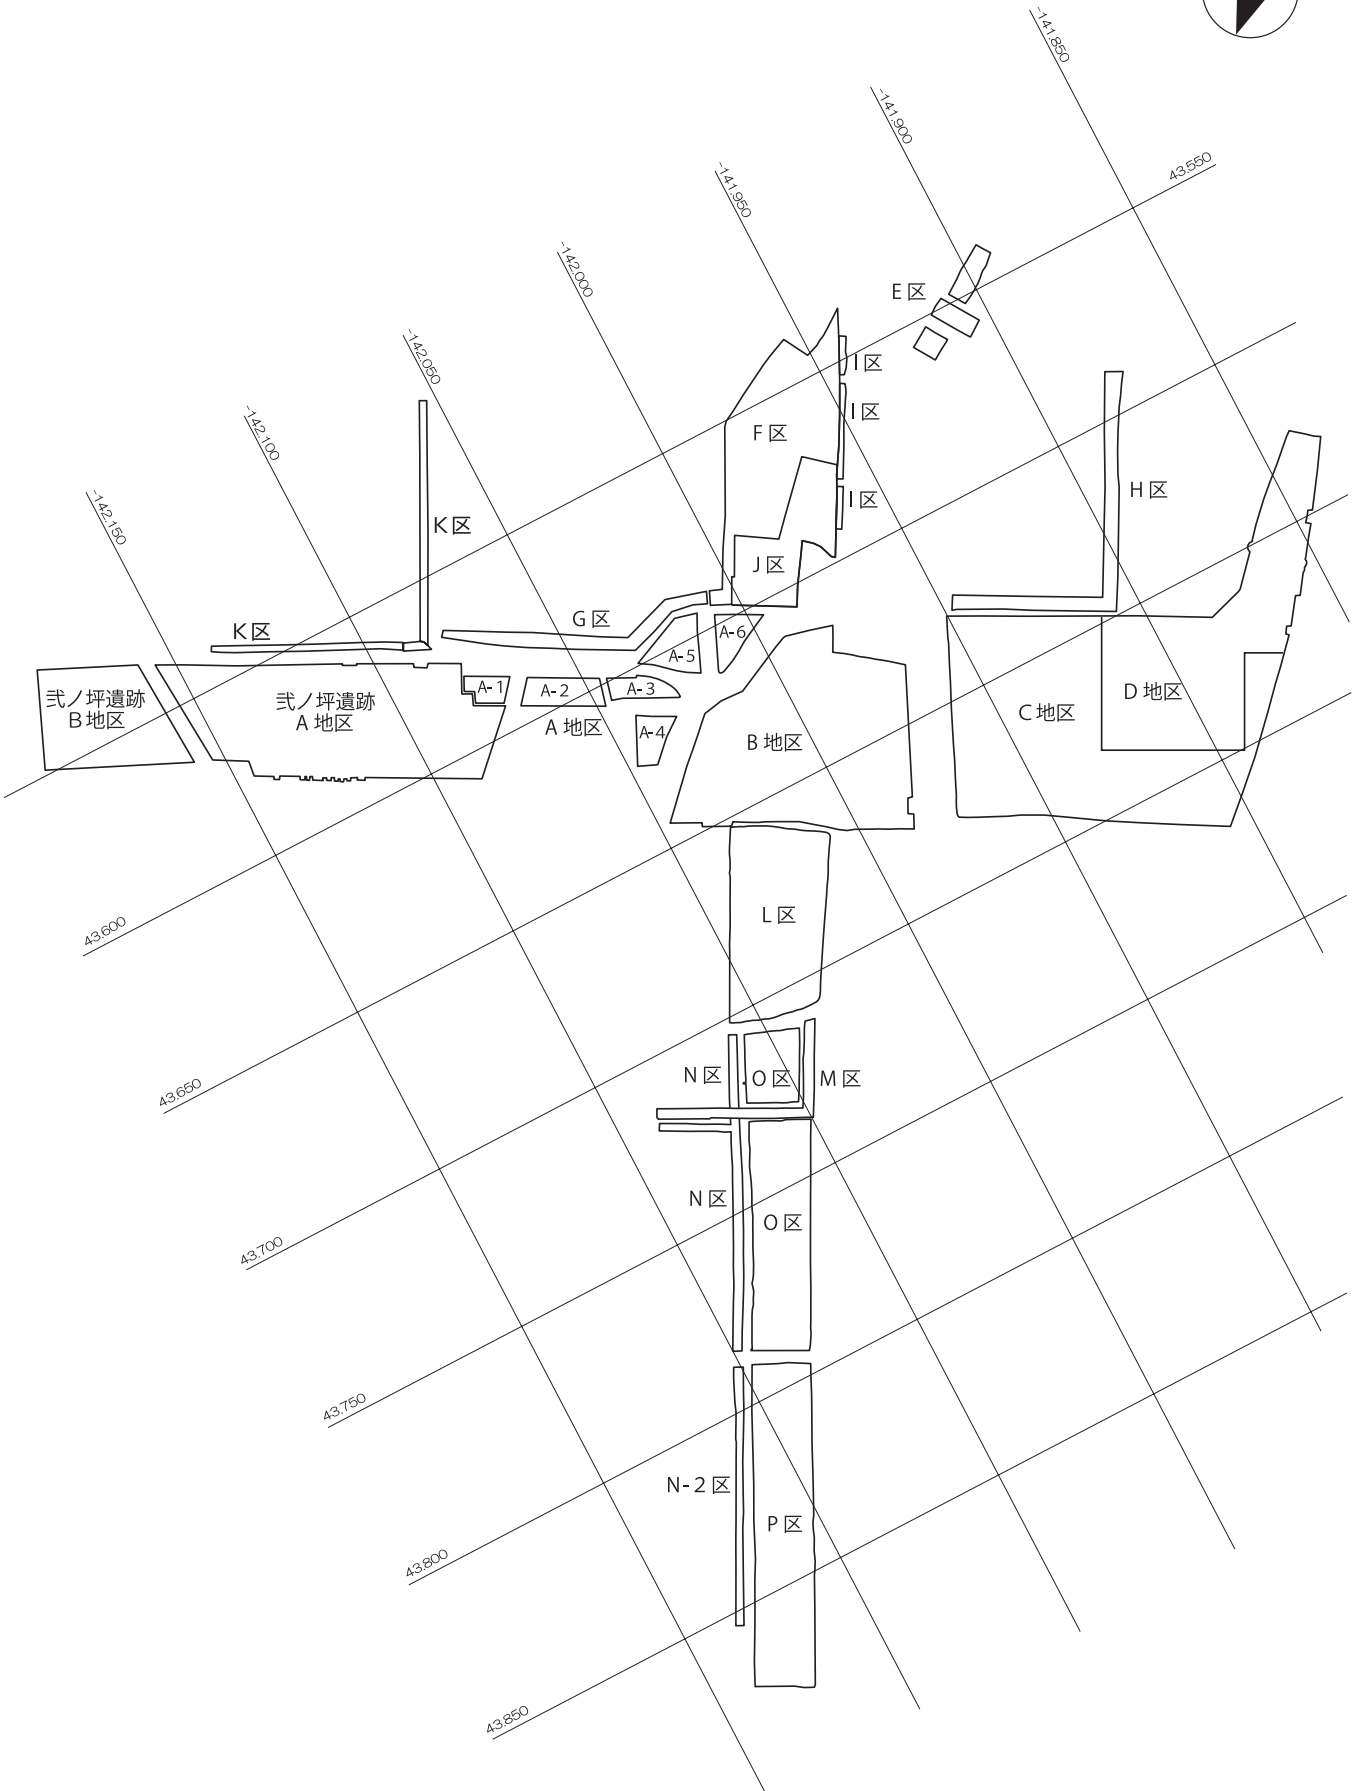 -141.850
-141.900
43.550
-141.950
-142.000
E区
-142.050
I区
-142.100
I区
F区
H区
-142.150
I区
K区
J区
G区
K区
A-6
A-5
A-1
A-2
A-3
D地区
弐ノ坪遺跡
B地区
弐ノ坪遺跡
A地区
C地区
A地区
A-4
B地区
L区
43.600
N区
O区
M区
43.650
N区
O区
43.700
43.750
N-2区
P区
43.800
43.850